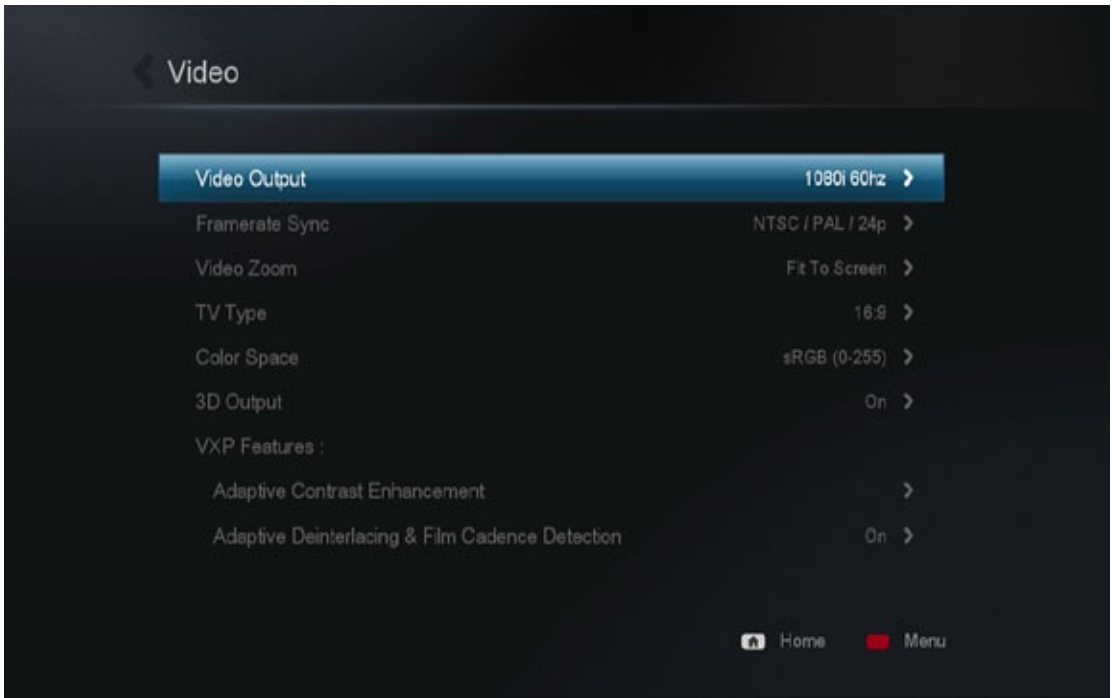 Video
Video Output 1080i 60hz
Framerate Sync NTSC / PAL / 24p
Video Zoom Fit To Screen
TV Type 16:9
Color Space sRGB (0-255)
3D Output On
VXP Features :
Adaptive Contrast Enhancement
Adaptive Deinterlacing & Film Cadence Detection On
Home Menu